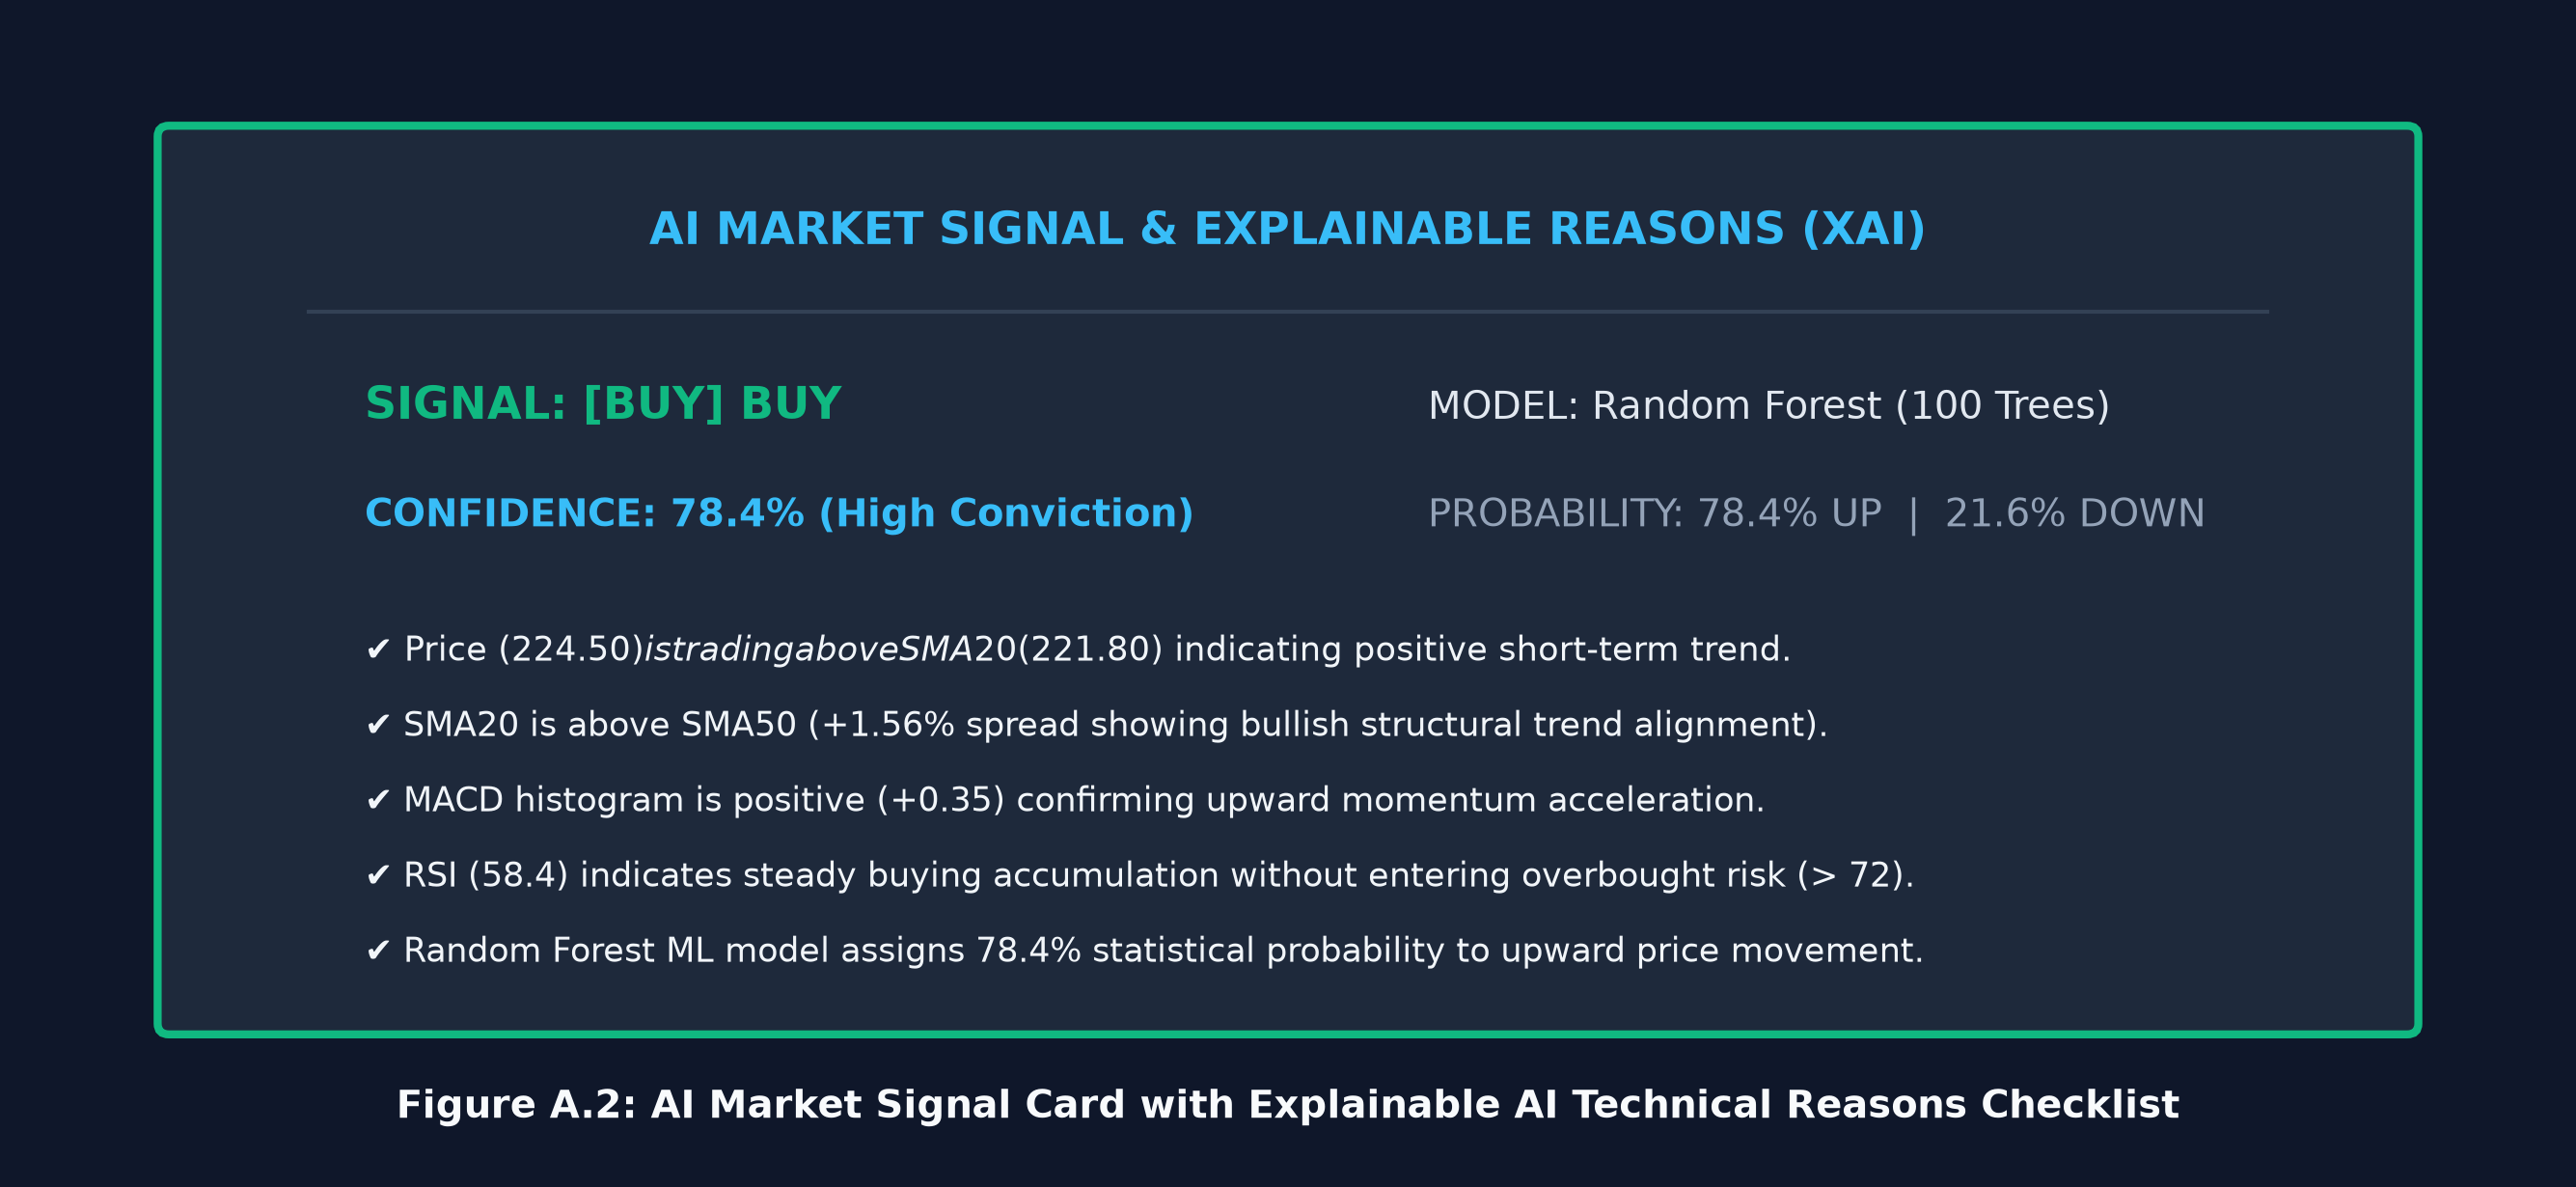 AI MARKET SIGNAL & EXPLAINABLE REASONS (XAI)
SIGNAL: [BUY] BUY
MODEL: Random Forest (100 Trees)
CONFIDENCE: 78.4% (High Conviction)
PROBABILITY: 78.4% UP | 21.6% DOWN
✔ Price (224.50)istradingaboveSMA20(221.80) indicating positive short-term trend.
✔ SMA20 is above SMA50 (+1.56% spread showing bullish structural trend alignment).
✔ MACD histogram is positive (+0.35) confirming upward momentum acceleration.
✔ RSI (58.4) indicates steady buying accumulation without entering overbought risk (> 72).
✔ Random Forest ML model assigns 78.4% statistical probability to upward price movement.
Figure A.2: AI Market Signal Card with Explainable AI Technical Reasons Checklist